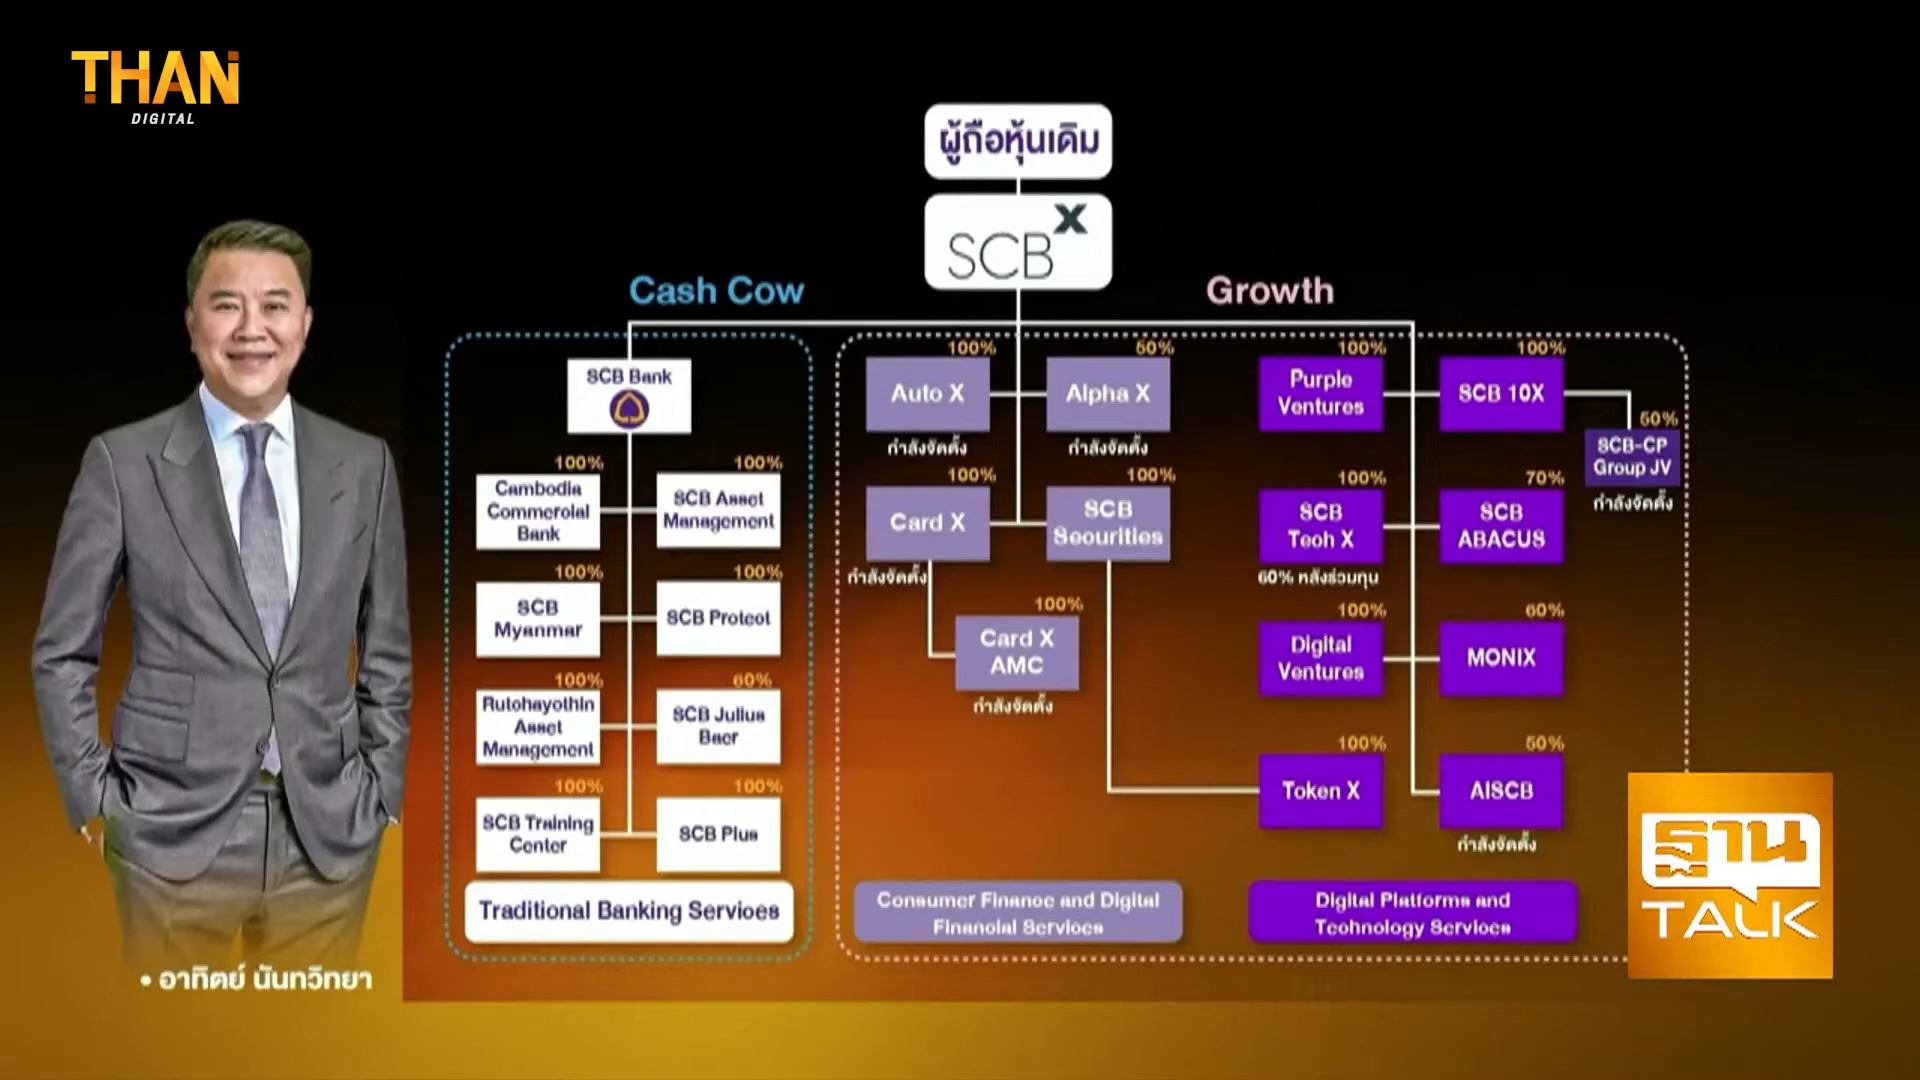 THAN
DIGITAL
ผู้ถือหุ้นเดิม
SCB X
Cash Cow
Growth
SCB Bank
100%
Cambodia
Commercial
Bank
100%
SCB Asset
Management
100%
SCB
Myanmar
100%
SCB Protect
100%
Rutchayothin
Asset
Management
60%
SCB Julius
Baer
100%
SCB Training
Center
100%
SCB Plus
Traditional Banking Services
100%
Auto X
กำลังจัดตั้ง
50%
Alpha X
กำลังจัดตั้ง
100%
Card X
กำลังจัดตั้ง
100%
SCB
Securities
100%
Card X
AMC
กำลังจัดตั้ง
Consumer Finance and Digital
Financial Services
100%
Purple
Ventures
100%
SCB 10X
50%
SCB-CP
Group JV
กำลังจัดตั้ง
100%
SCB
Tech X
60% หลังร่วมทุน
70%
SCB
ABACUS
100%
Digital
Ventures
60%
MONIX
100%
Token X
50%
AISCB
กำลังจัดตั้ง
Digital Platforms and
Technology Services
• อาทิตย์ นันทวิทยา
ฐาน
TALK